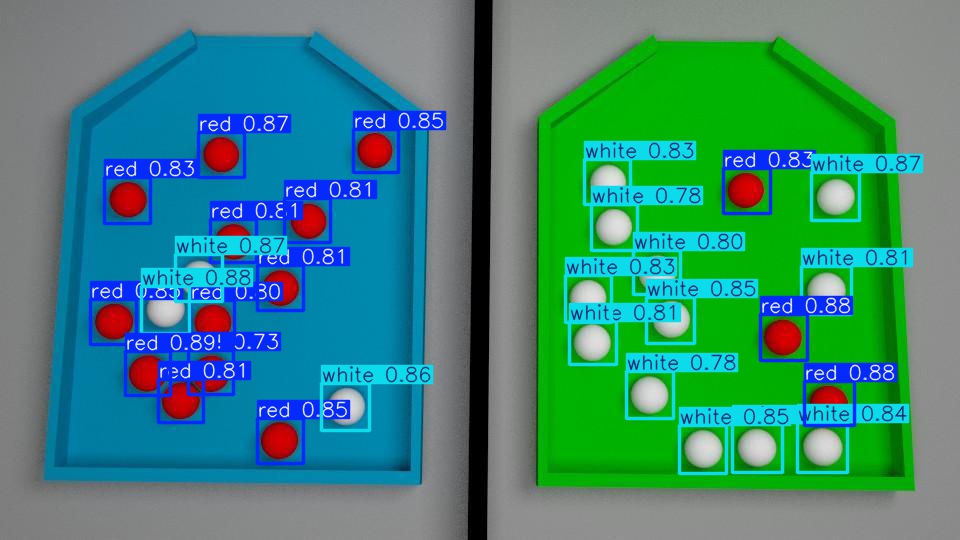 red 0.87
red 0.85
red 0.83
red 0.81
red 0.81
white 0.87
red 0.81
white 0.88
red 0.85
red 0.80
red 0.89
0.73
red 0.81
white 0.86
red 0.85
white 0.83
red 0.83
white 0.87
white 0.78
white 0.80
white 0.83
white 0.81
white 0.85
white 0.81
red 0.88
white 0.78
red 0.88
white 0.85
white 0.84